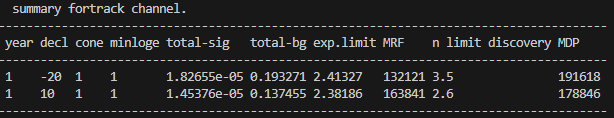 summary fortrack channel.
--------------------------------------------------------------------------------
year decl cone minloge total-sig total-bg exp.limit MRF n limit discovery MDP
--------------------------------------------------------------------------------
1 -20 1 1 1.82655e-05 0.193271 2.41327 132121 3.5 191618
1 10 1 1 1.45376e-05 0.137455 2.38186 163841 2.6 178846
--------------------------------------------------------------------------------